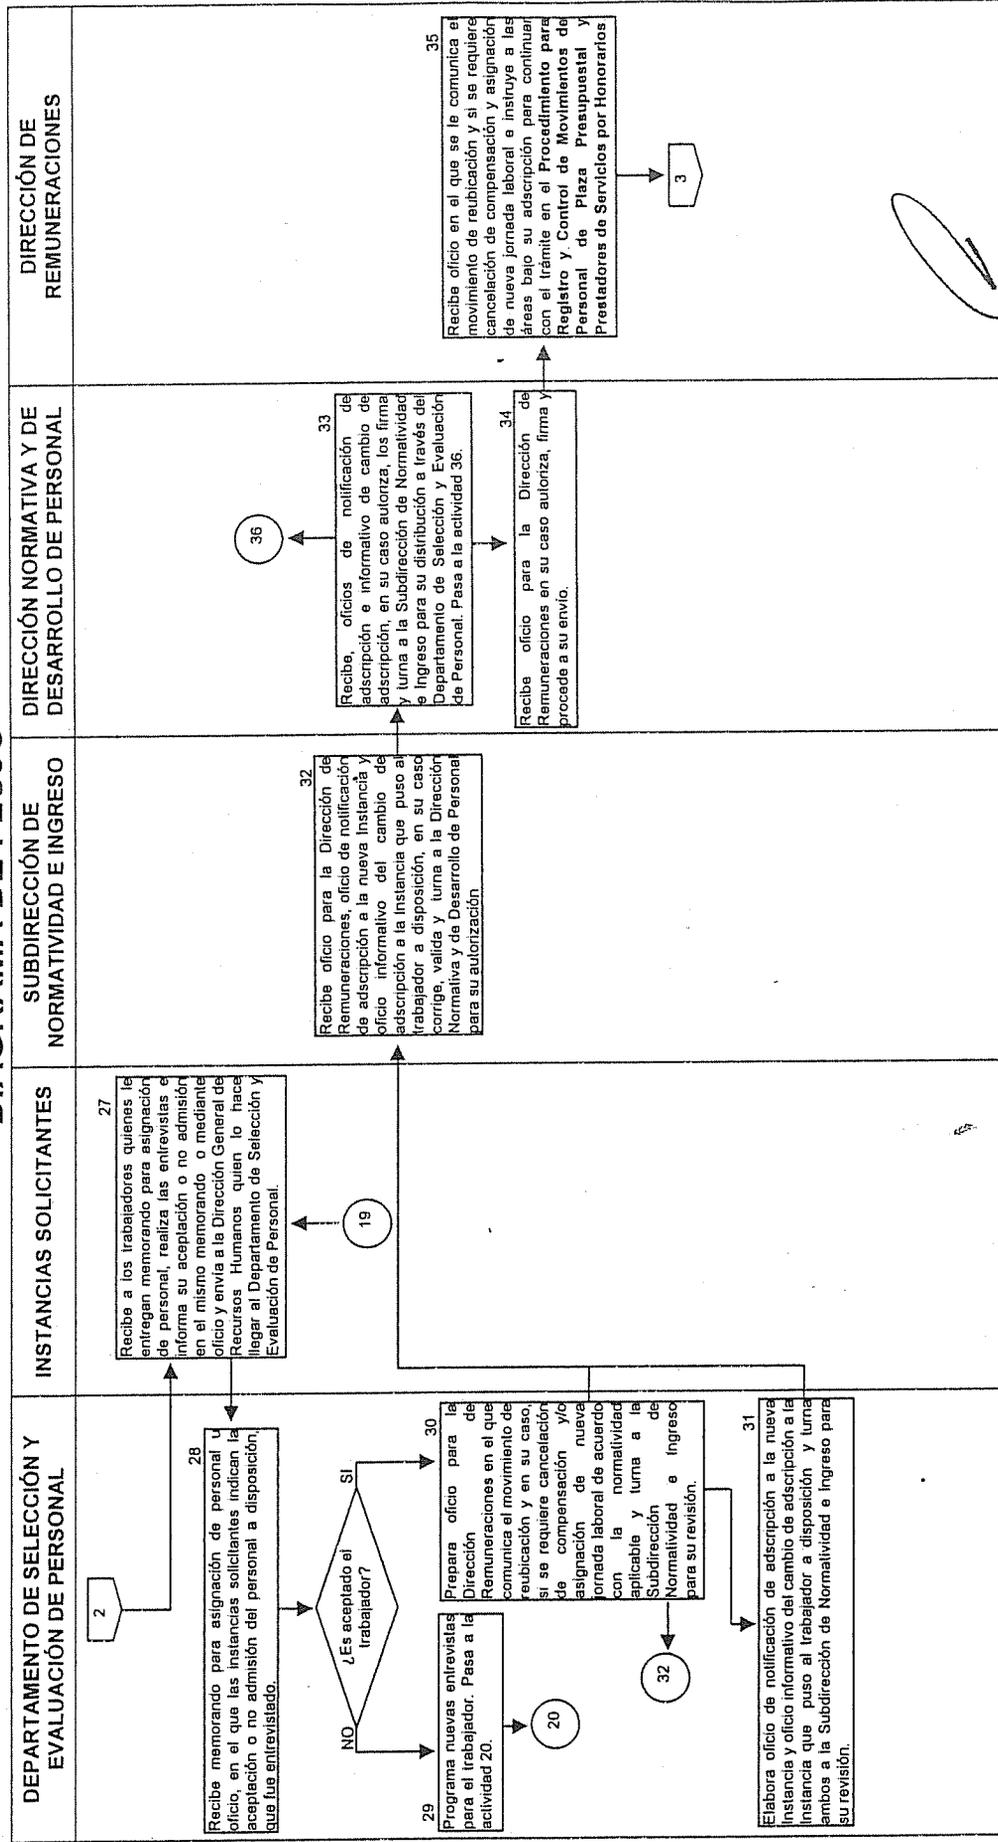 DEPARTAMENTO DE SELECCIÓN Y
EVALUACIÓN DE PERSONAL
INSTANCIAS SOLICITANTES
SUBDIRECCIÓN DE
NORMATIVIDAD E INGRESO
DIRECCIÓN NORMATIVA Y DE
DESARROLLO DE PERSONAL
DIRECCIÓN DE
REMUNERACIONES
2
27
Recibe a los trabajadores quienes le
entregan memorando para asignación
de personal, realiza las entrevistas e
informa su aceptación o no admisión
en el mismo memorando o mediante
oficio y envía a la Dirección General de
Recursos Humanos quien lo hace
llegar al Departamento de Selección y
Evaluación de Personal.
19
28
Recibe memorando para asignación de personal u
oficio, en el que las instancias solicitantes indican la
aceptación o no admisión del personal a disposición,
que fue entrevistado.
¿Es aceptado el
trabajador?
NO
SI
29
Programa nuevas entrevistas
para el trabajador. Pasa a la
actividad 20.
20
30
Prepara oficio para la
Dirección de
Remuneraciones en el que
comunica el movimiento de
reubicación y en su caso,
si se requiere cancelación
de compensación y/o
asignación de nueva
jornada laboral de acuerdo
con la normatividad
aplicable y turna a la
Subdirección de
Normatividad e Ingreso
para su revisión.
32
31
Elabora oficio de notificación de adscripción a la nueva
Instancia y oficio informativo del cambio de adscripción a la
Instancia que puso al trabajador a disposición y turna
ambos a la Subdirección de Normatividad e Ingreso para
su revisión.
32
Recibe oficio para la Dirección de
Remuneraciones, oficio de notificación
de adscripción a la nueva Instancia y
oficio informativo del cambio de
adscripción a la Instancia que puso al
trabajador a disposición, en su caso
corrige, valida y turna a la Dirección
Normativa y de Desarrollo de Personal
para su autorización
36
33
Recibe, oficios de notificación de
adscripción e informativo de cambio de
adscripción, en su caso autoriza, los firma
y turna a la Subdirección de Normatividad
e Ingreso para su distribución a través del
Departamento de Selección y Evaluación
de Personal. Pasa a la actividad 36.
34
Recibe oficio para la Dirección de
Remuneraciones en su caso autoriza, firma y
procede a su envío.
35
Recibe oficio en el que se le comunica el
movimiento de reubicación y si se requiere
cancelación de compensación y asignación
de nueva jornada laboral e instruye a las
áreas bajo su adscripción para continuar
con el trámite en el Procedimiento para
Registro y Control de Movimientos de
Personal de Plaza Presupuestal y
Prestadores de Servicios por Honorarios
3